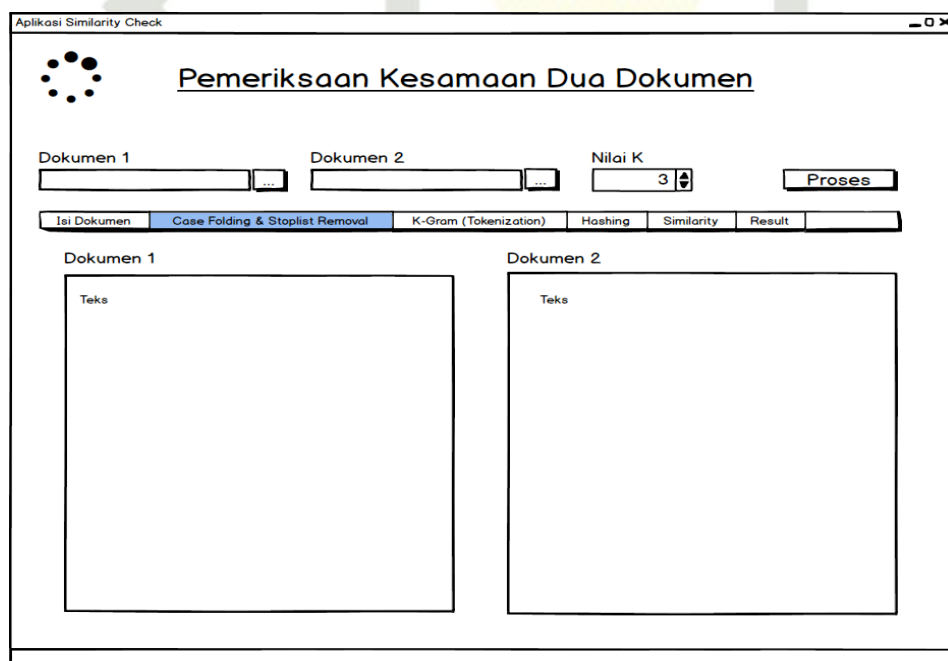 Aplikasi Similarity Check
Pemeriksaan Kesamaan Dua Dokumen
Dokumen 1 Dokumen 2 Nilai K
... ... 3 Proses
Isi Dokumen Case Folding & Stoplist Removal K-Gram (Tokenization) Hashing Similarity Result
Dokumen 1 Dokumen 2
Teks Teks